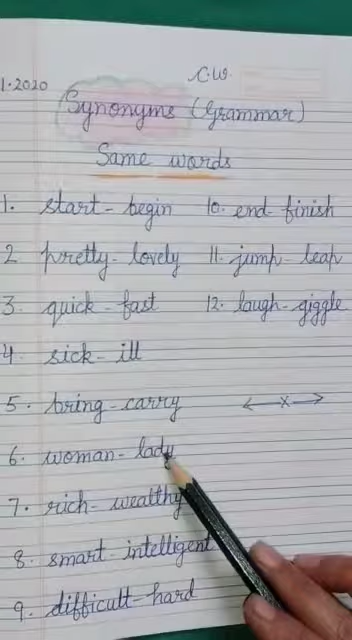 C.W.
1.2020
Synonyms (Grammar)
Same words
1. start - begin
2 pretty - lovely
3. quick - fast
4. sick - ill
5. bring - carry
6. woman - lady
7. rich - wealthy
8. smart - intelligent
9. difficult - hard
10. end - finish
11. jump - leap
12. laugh - giggle